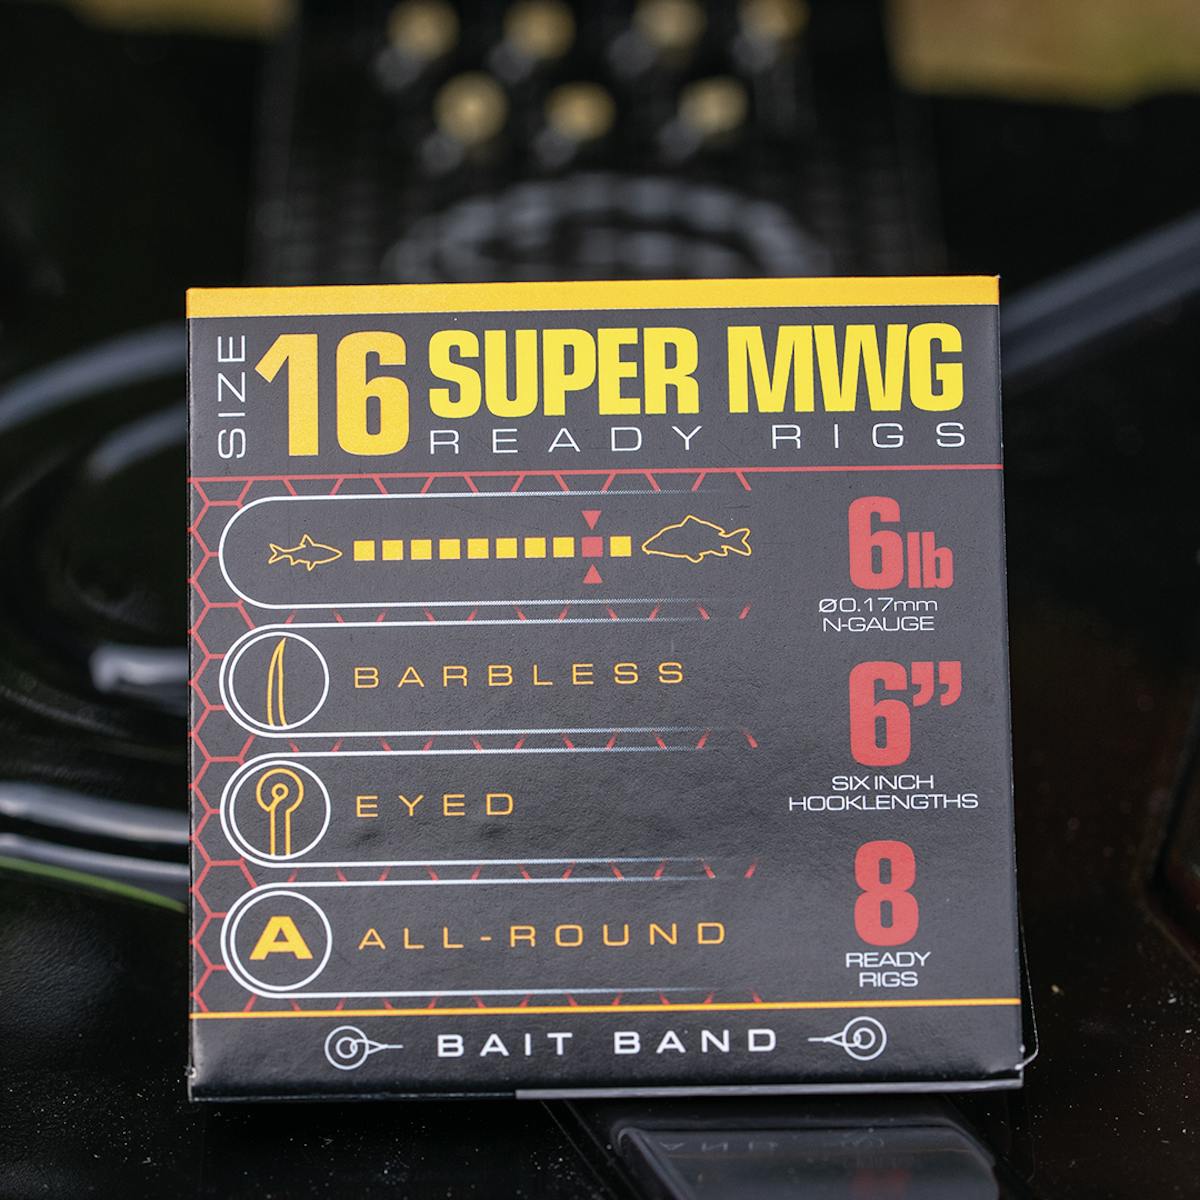 SIZE 16 SUPER MWG
READY RIGS
6lb
Ø0.17mm
N-GAUGE
BARBLESS
6”
SIX INCH
HOOKLENGTHS
EYED
8
READY
RIGS
A ALL-ROUND
BAIT BAND